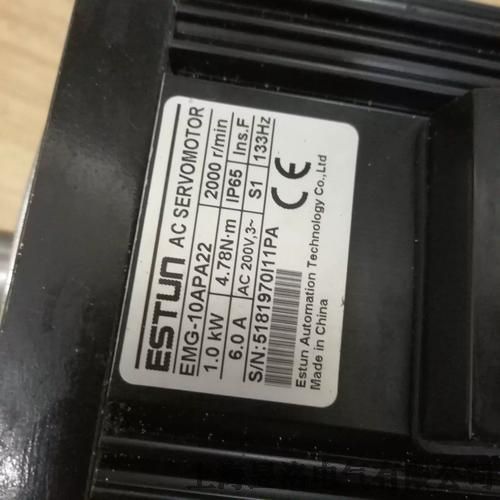 ESTUN AC SERVOMOTOR
EMG-10APA22 2000 r/min Ins.F
1.0 kW 4.78N·m IP65 133Hz
6.0 A AC 200V,3~ S1
S/N:5181970I11PA CE
Estun Automation Technology Co.,Ltd
Made in China